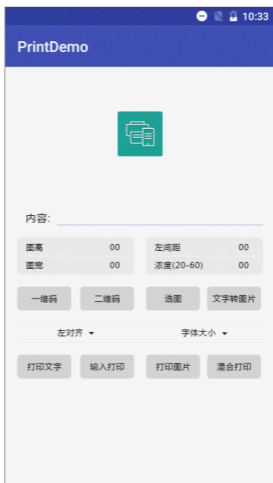 10:33
PrintDemo
内容:
图高 00 左间距 00
图宽 00 浓度(20-60) 00
一维码 二维码 选图 文字转图片
左对齐 字体大小
打印文字 输入打印 打印图片 混合打印